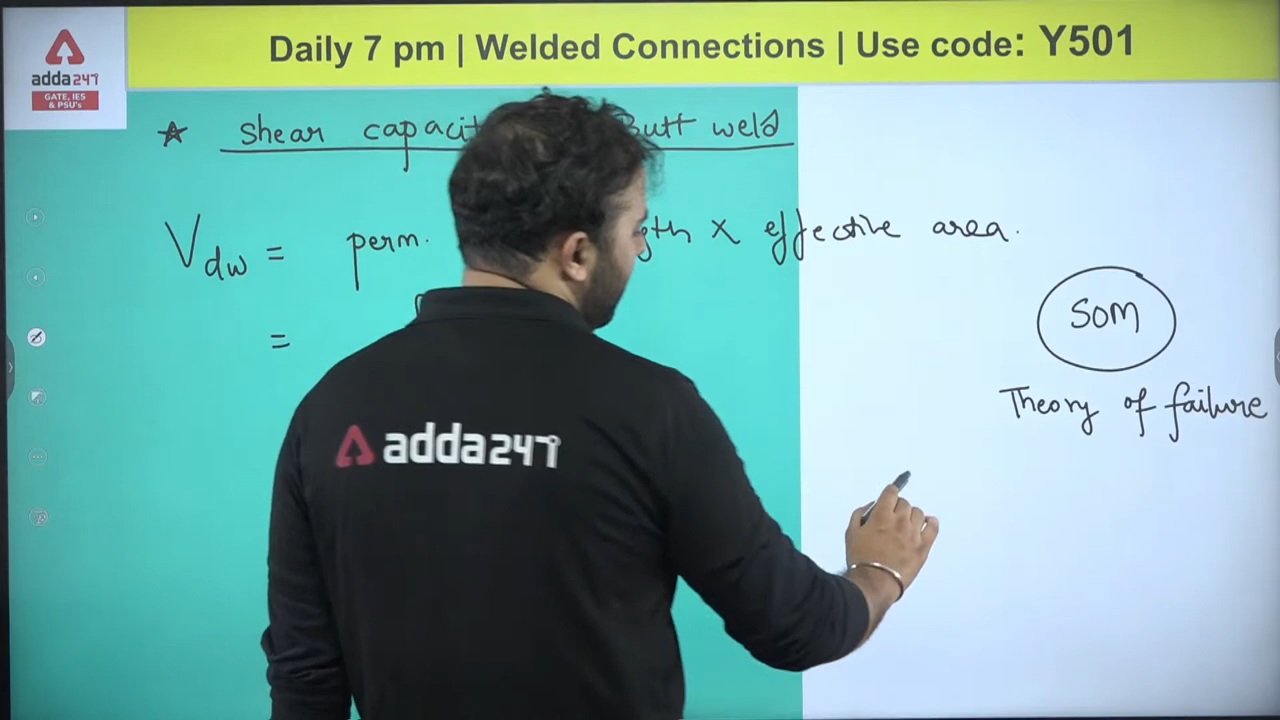 Daily 7 pm | Welded Connections | Use code: Y501
adda247
GATE, IES
& PSU's
★ Shear capacit Butt weld
Vdw = perm. gth × effective area.
=
SOM
Theory of failure
adda247